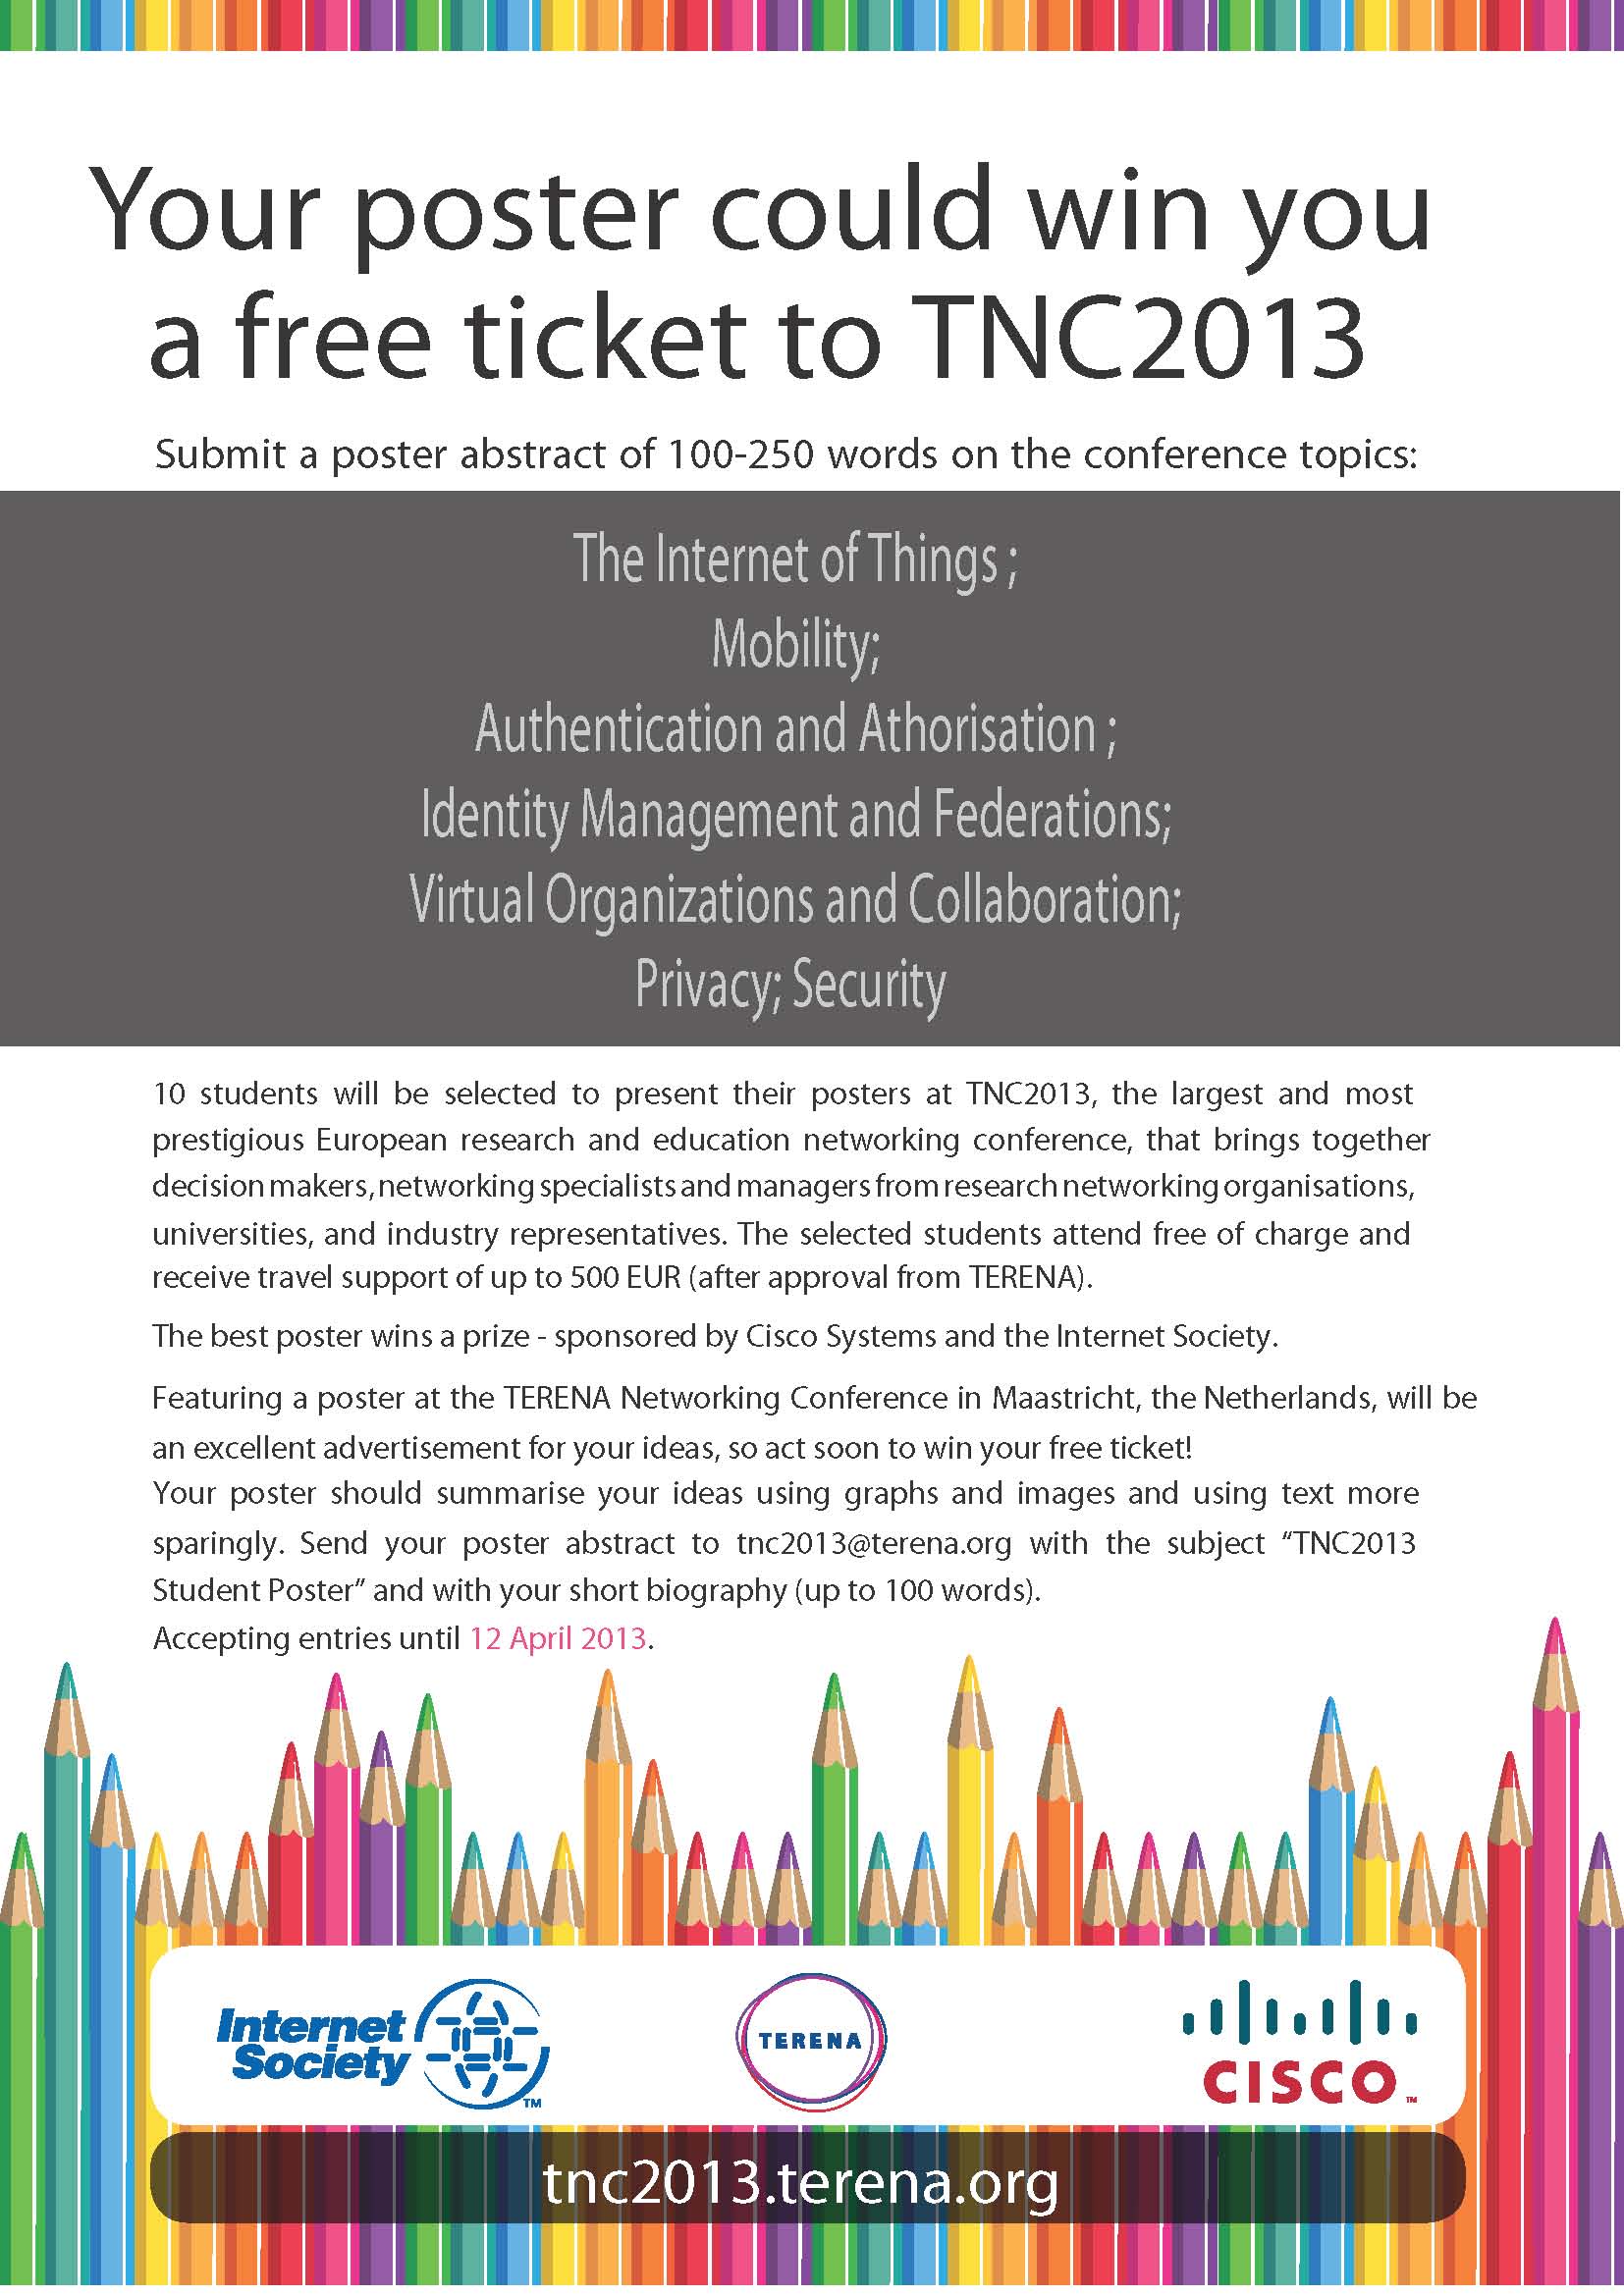 Your poster could win you
a free ticket to TNC2013
Submit a poster abstract of 100-250 words on the conference topics:
The Internet of Things ;
Mobility;
Authentication and Athorisation ;
Identity Management and Federations;
Virtual Organizations and Collaboration;
Privacy; Security
10 students will be selected to present their posters at TNC2013, the largest and most
prestigious European research and education networking conference, that brings together
decision makers, networking specialists and managers from research networking organisations,
universities, and industry representatives. The selected students attend free of charge and
receive travel support of up to 500 EUR (after approval from TERENA).
The best poster wins a prize - sponsored by Cisco Systems and the Internet Society.
Featuring a poster at the TERENA Networking Conference in Maastricht, the Netherlands, will be
an excellent advertisement for your ideas, so act soon to win your free ticket!
Your poster should summarise your ideas using graphs and images and using text more
sparingly. Send your poster abstract to tnc2013@terena.org with the subject “TNC2013
Student Poster” and with your short biography (up to 100 words).
Accepting entries until 12 April 2013.
Internet
Society
TM
TERENA
CISCO
TM
tnc2013.terena.org